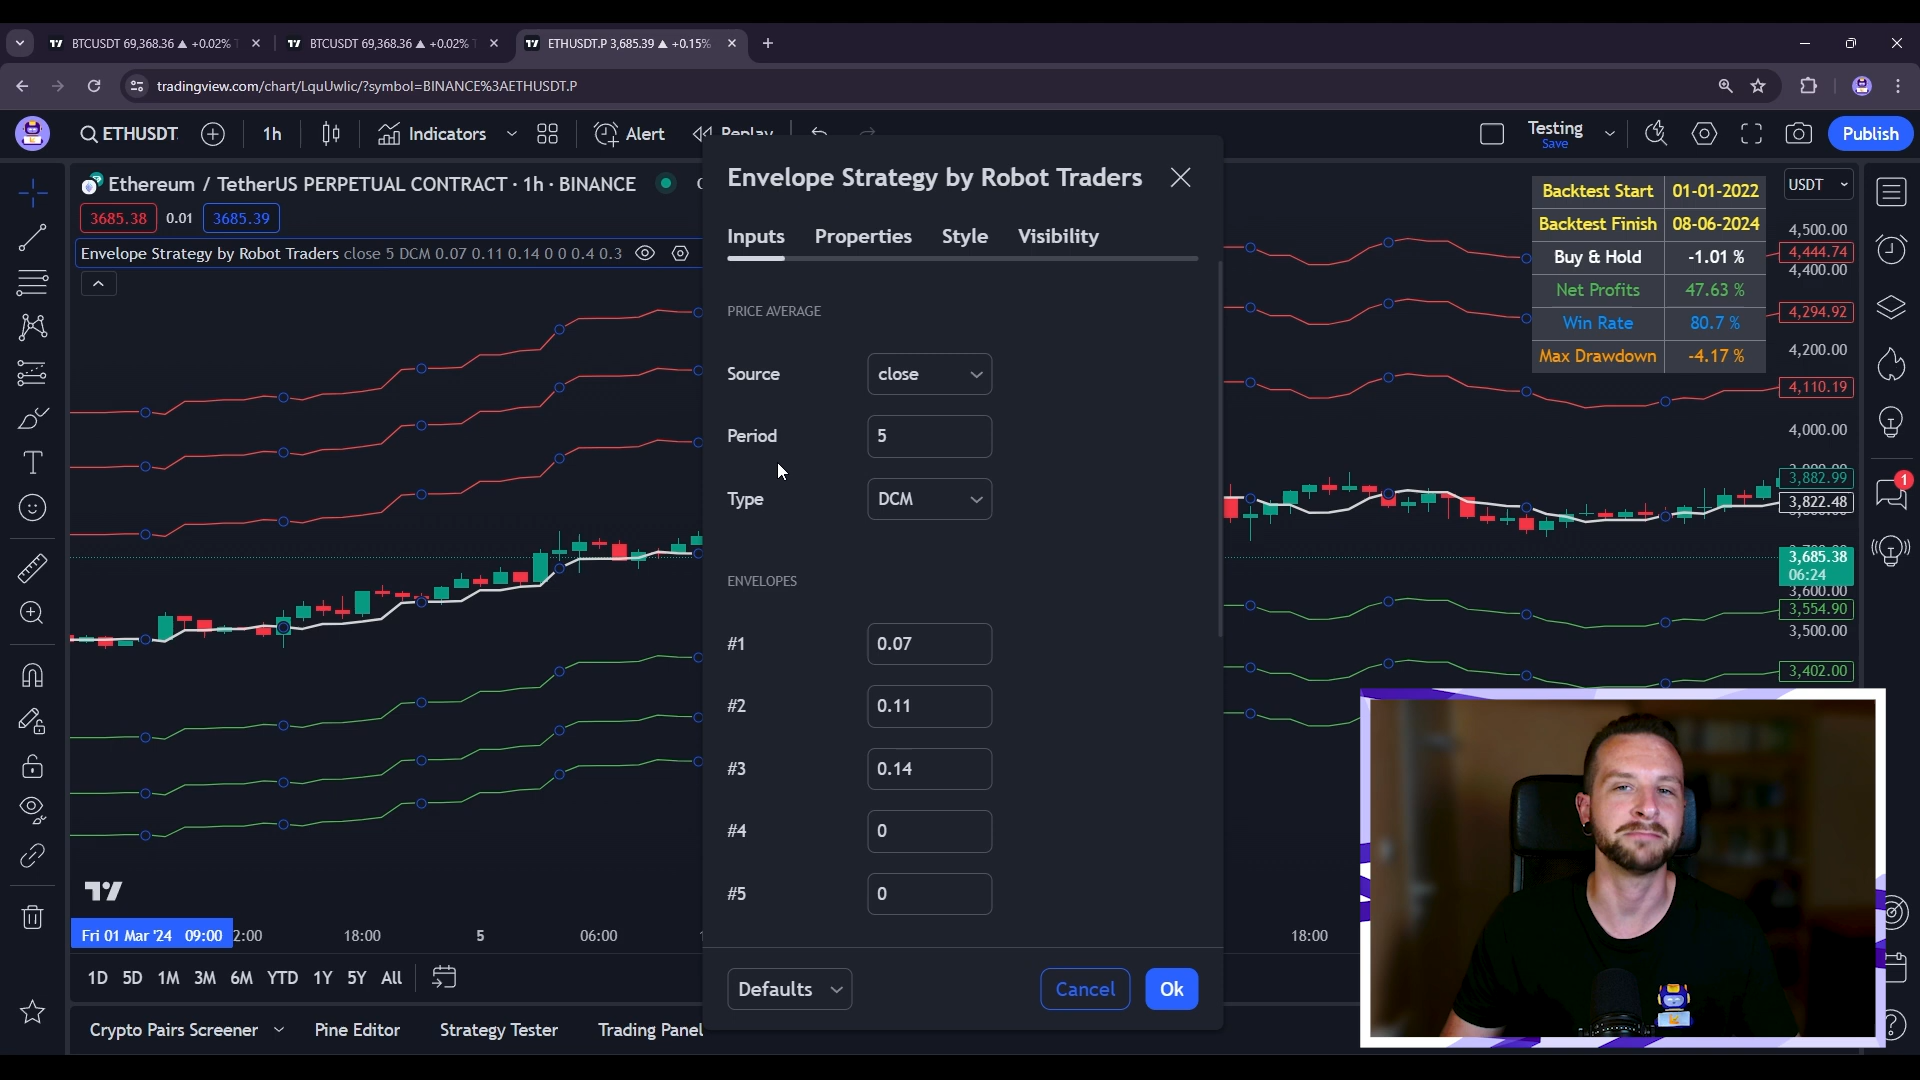 BTCUSDT 69,368.36 ▲ +0.02%
BTCUSDT 69,368.36 ▲ +0.02%
ETHUSDT.P 3,685.39 ▲ +0.15%
tradingview.com/chart/LquUwlic/?symbol=BINANCE%3AETHUSDT.P
ETHUSDT. 1h Indicators Alert Replay
Testing
Save
Publish
Ethereum / TetherUS PERPETUAL CONTRACT · 1h · BINANCE
3685.38 0.01 3685.39
Envelope Strategy by Robot Traders close 5 DCM 0.07 0.11 0.14 0 0 0.4 0.3
Envelope Strategy by Robot Traders
Inputs Properties Style Visibility
PRICE AVERAGE
Source close
Period 5
Type DCM
ENVELOPES
#1 0.07
#2 0.11
#3 0.14
#4 0
#5 0
Defaults Cancel Ok
Backtest Start 01-01-2022
Backtest Finish 08-06-2024
Buy & Hold -1.01 %
Net Profits 47.63 %
Win Rate 80.7 %
Max Drawdown -4.17 %
USDT
4,500.00
4,444.74
4,400.00
4,294.92
4,200.00
4,110.19
4,000.00
3,882.99
3,822.48
3,685.38
06:24
3,600.00
3,554.90
3,500.00
3,402.00
1
Fri 01 Mar '24 09:00 2:00 18:00 5 06:00 18:00
1D 5D 1M 3M 6M YTD 1Y 5Y All
Crypto Pairs Screener Pine Editor Strategy Tester Trading Panel